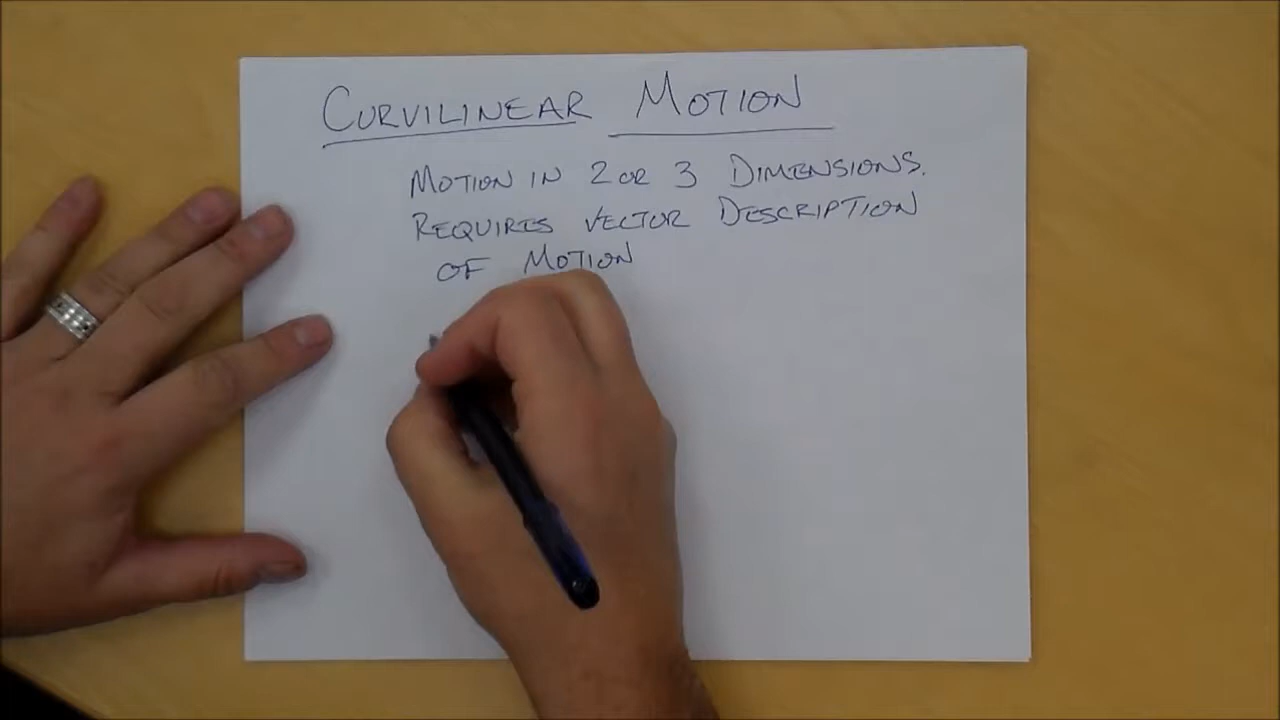 CURVILINEAR MOTION
MOTION IN 2 OR 3 DIMENSIONS.
REQUIRES VECTOR DESCRIPTION
OF MOTION